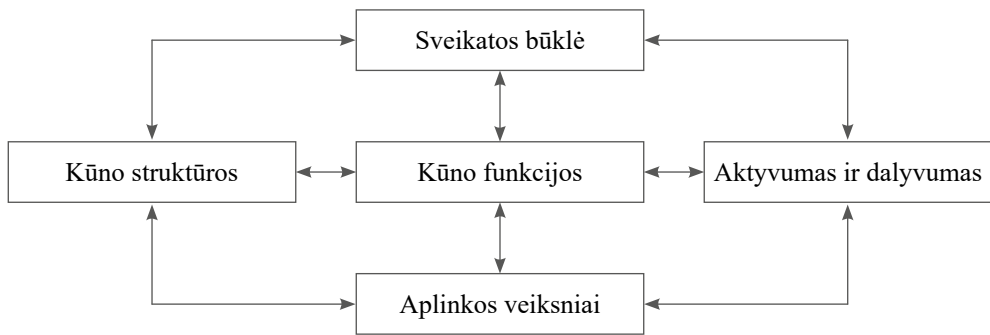 Sveikatos būklė
Kūno struktūros
Kūno funkcijos
Aktyvumas ir dalyvumas
Aplinkos veiksniai